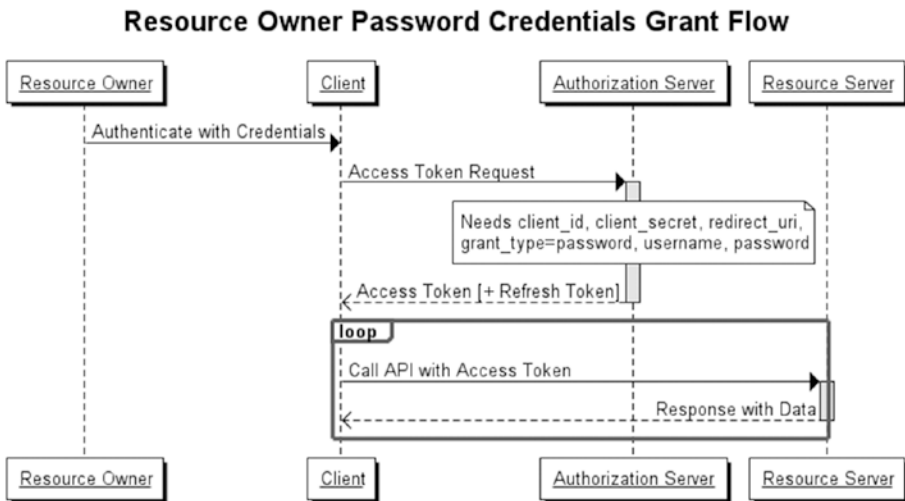 Resource Owner Password Credentials Grant Flow
Resource Owner
Client
Authorization Server
Resource Server
Authenticate with Credentials
Access Token Request
Needs client_id, client_secret, redirect_uri,
grant_type=password, username, password
Access Token [+ Refresh Token]
loop
Call API with Access Token
Response with Data
Resource Owner
Client
Authorization Server
Resource Server